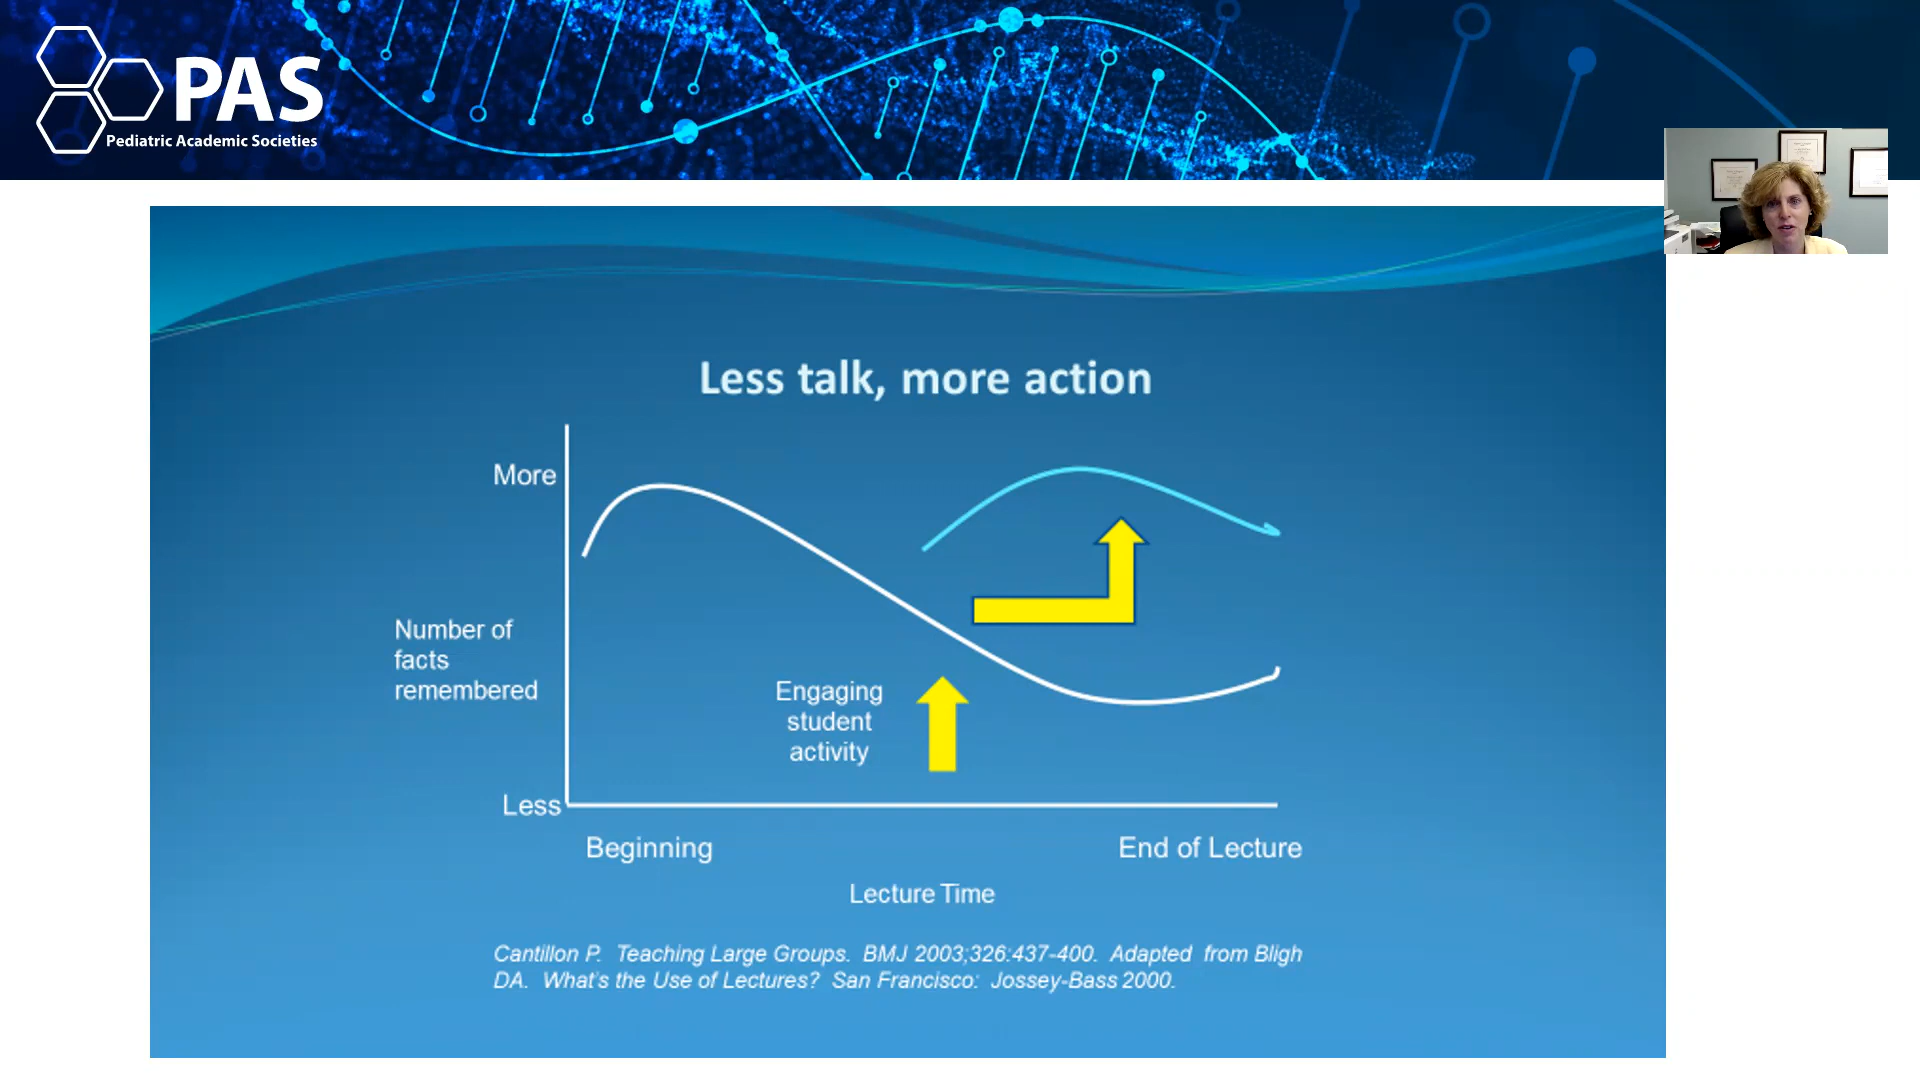 PAS
Pediatric Academic Societies
Less talk, more action
More
Number of
facts
remembered
Engaging
student
activity
Less
Beginning
End of Lecture
Lecture Time
Cantillon P. Teaching Large Groups. BMJ 2003;326:437-400. Adapted from Bligh
DA. What's the Use of Lectures? San Francisco: Jossey-Bass 2000.